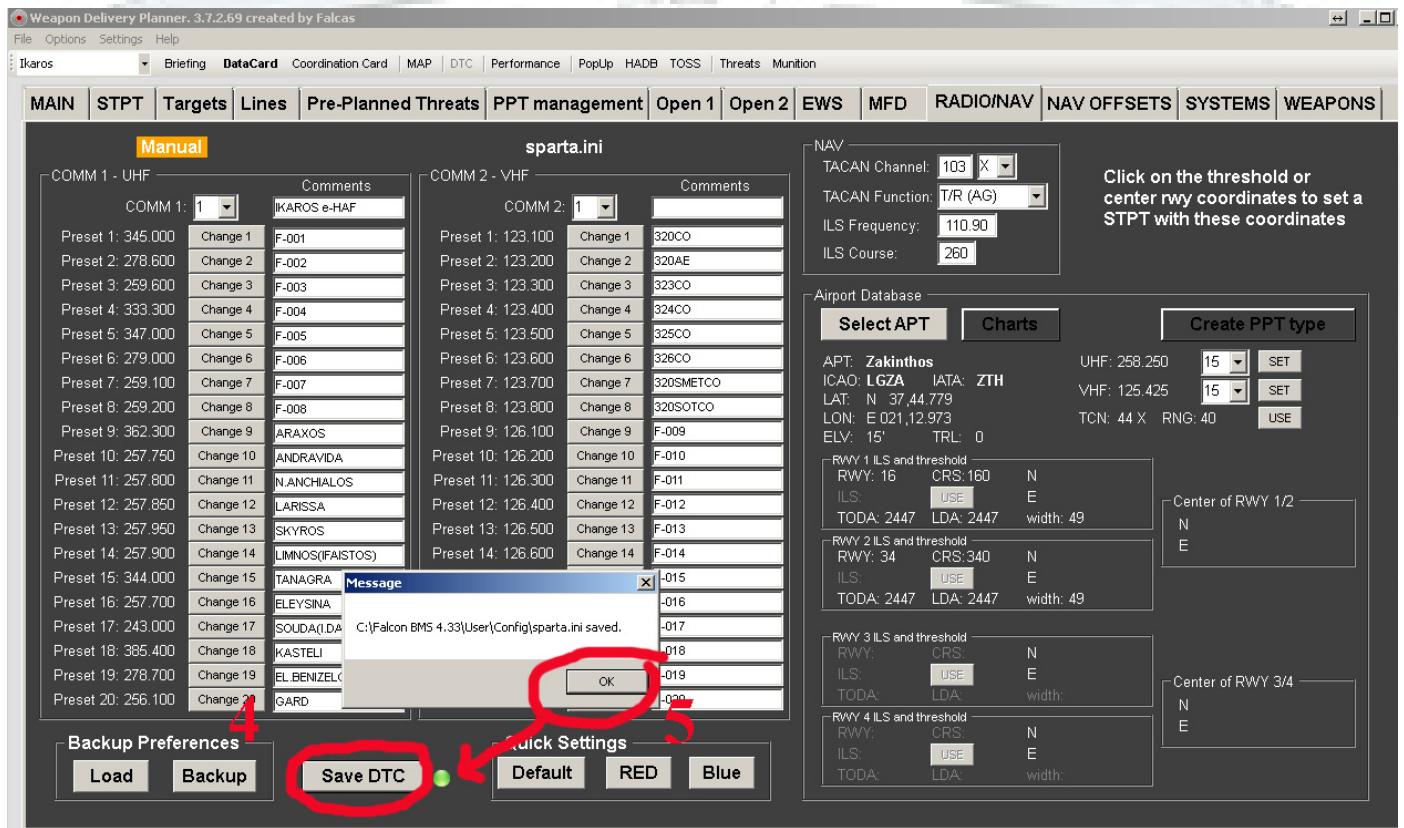 Weapon Delivery Planner. 3.7.2.69 created by Falcas
File Options Settings Help
Ikaros Briefing DataCard Coordination Card MAP DTC Performance PopUp HADB TOSS Threats Munition
MAIN STPT Targets Lines Pre-Planned Threats PPT management Open 1 Open 2 EWS MFD RADIO/NAV NAV OFFSETS SYSTEMS WEAPONS
Manual
sparta.ini
COMM 1 - UHF
Comments
COMM 1: 1 IKAROS e-HAF
Preset 1: 345.000 Change 1 F-001
Preset 2: 278.600 Change 2 F-002
Preset 3: 259.600 Change 3 F-003
Preset 4: 333.300 Change 4 F-004
Preset 5: 347.000 Change 5 F-005
Preset 6: 279.000 Change 6 F-006
Preset 7: 259.100 Change 7 F-007
Preset 8: 259.200 Change 8 F-008
Preset 9: 362.300 Change 9 ARAXOS
Preset 10: 257.750 Change 10 ANDRAVIDA
Preset 11: 257.800 Change 11 N.ANCHIALOS
Preset 12: 257.850 Change 12 LARISSA
Preset 13: 257.950 Change 13 SKYROS
Preset 14: 257.900 Change 14 LIMNOS(IFAISTOS)
Preset 15: 344.000 Change 15 TANAGRA
Preset 16: 257.700 Change 16 ELEYSINA
Preset 17: 243.000 Change 17 SOUDA(I.DA
Preset 18: 385.400 Change 18 KASTELI
Preset 19: 278.700 Change 19 EL.BENIZELO
Preset 20: 256.100 Change GARD
COMM 2 - VHF
Comments
COMM 2: 1
Preset 1: 123.100 Change 1 320CO
Preset 2: 123.200 Change 2 320AE
Preset 3: 123.300 Change 3 323CO
Preset 4: 123.400 Change 4 324CO
Preset 5: 123.500 Change 5 325CO
Preset 6: 123.600 Change 6 326CO
Preset 7: 123.700 Change 7 320SMETCO
Preset 8: 123.800 Change 8 320SOTCO
Preset 9: 126.100 Change 9 F-009
Preset 10: 126.200 Change 10 F-010
Preset 11: 126.300 Change 11 F-011
Preset 12: 126.400 Change 12 F-012
Preset 13: 126.500 Change 13 F-013
Preset 14: 126.600 Change 14 F-014
-015
-016
-017
-018
-019
-020
Message
C:\Falcon BMS 4.33\User\Config\sparta.ini saved.
OK
4
5
Backup Preferences
Load Backup
Save DTC
Quick Settings
Default RED Blue
NAV
TACAN Channel: 103 X
TACAN Function: T/R (AG)
ILS Frequency: 110.90
ILS Course: 260
Click on the threshold or
center rwy coordinates to set a
STPT with these coordinates
Airport Database
Select APT Charts Create PPT type
APT: Zakinthos
ICAO: LGZA IATA: ZTH
LAT: N 37,44.779
LON: E 021,12.973
ELV: 15' TRL: 0
UHF: 258.250 15 SET
VHF: 125.425 15 SET
TCN: 44 X RNG: 40 USE
RWY 1 ILS and threshold
RWY: 16 CRS: 160 N
ILS: USE E
TODA: 2447 LDA: 2447 width: 49
RWY 2 ILS and threshold
RWY: 34 CRS: 340 N
ILS: USE E
TODA: 2447 LDA: 2447 width: 49
Center of RWY 1/2
N
E
RWY 3 ILS and threshold
RWY: CRS: N
ILS: USE E
TODA: LDA: width:
RWY 4 ILS and threshold
RWY: CRS: N
ILS: USE E
TODA: LDA: width:
Center of RWY 3/4
N
E